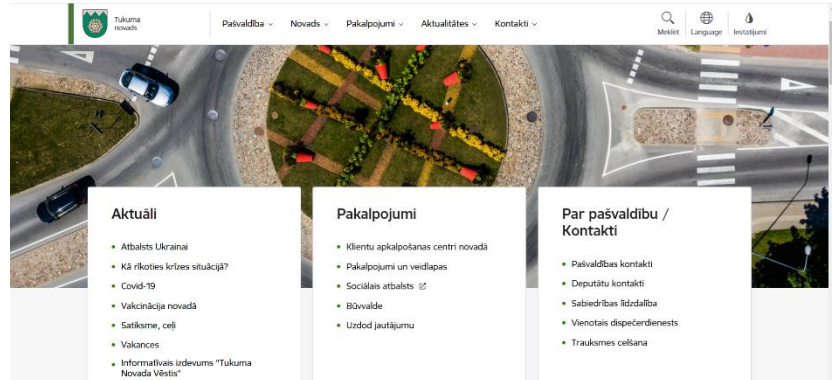 Tukuma
novads
Pašvaldība
Novads
Pakalpojumi
Aktualitātes
Kontakti
Meklēt
Language
Iestatījumi
Aktuāli
Atbalsts Ukrainai
Kā rīkoties krīzes situācijā?
Covid-19
Vakcinācija novadā
Satiksme, ceļi
Vakances
Informatīvais izdevums "Tukuma
Novada Vēstis"
Pakalpojumi
Klientu apkalpošanas centri novadā
Pakalpojumi un veidlapas
Sociālais atbalsts
Būvvalde
Uzdod jautājumu
Par pašvaldību /
Kontakti
Pašvaldības kontakti
Deputātu kontakti
Sabiedrības līdzdalība
Vienotais dispečerdienests
Trauksmes celšana